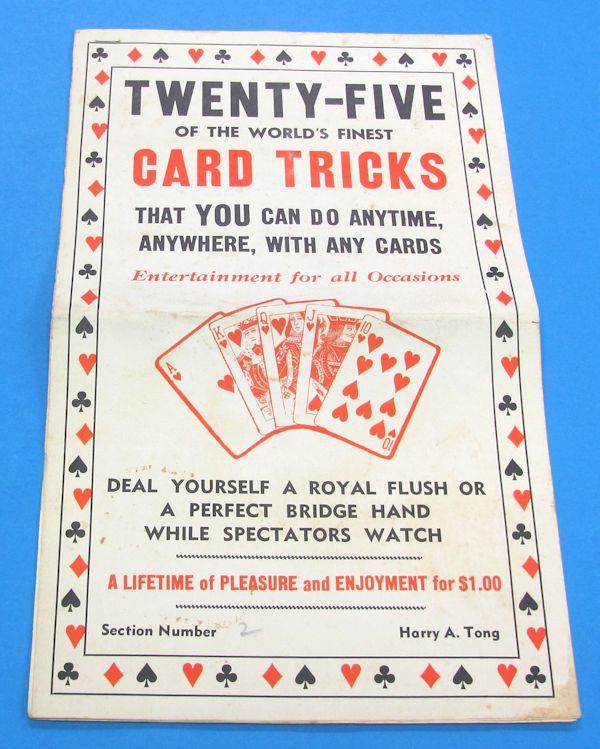 TWENTY-FIVE
OF THE WORLD'S FINEST
CARD TRICKS
THAT YOU CAN DO ANYTIME,
ANYWHERE, WITH ANY CARDS
Entertainment for all Occasions
A K Q J 10
10
DEAL YOURSELF A ROYAL FLUSH OR
A PERFECT BRIDGE HAND
WHILE SPECTATORS WATCH
A LIFETIME of PLEASURE and ENJOYMENT for $1.00
Section Number 2 Harry A. Tong